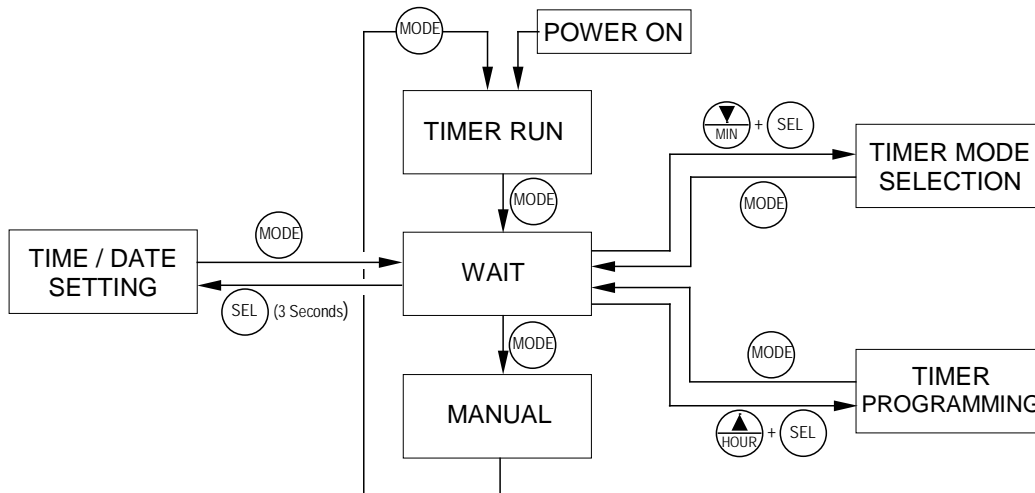 MODE
POWER ON
TIMER RUN
MIN
+
SEL
TIMER MODE
SELECTION
MODE
MODE
MODE
TIME / DATE
SETTING
WAIT
SEL
(3 Seconds)
MODE
MODE
MANUAL
TIMER
PROGRAMMING
HOUR
+
SEL